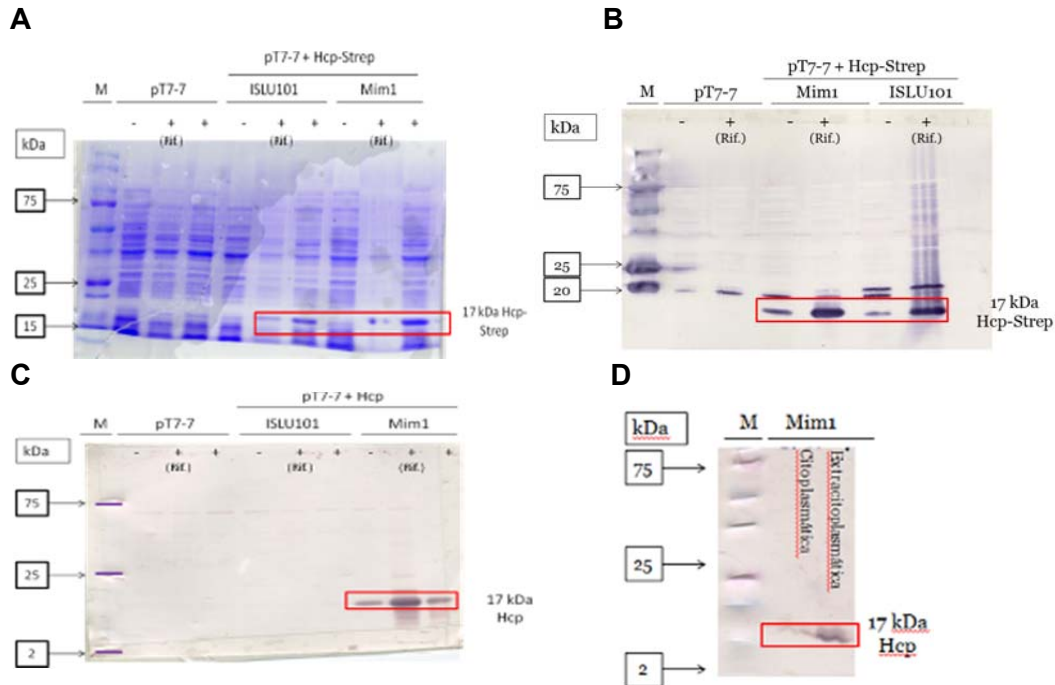 A
pT7-7 + Hcp-Strep
M pT7-7 ISLU101 Mim1
kDa
- + + - + + - + +
(Rif.) (Rif.) (Rif.)
75
25
15
17 kDa Hcp-
Strep
B
pT7-7 + Hcp-Strep
M pT7-7 Mim1 ISLU101
kDa
- + - + - +
(Rif.) (Rif.) (Rif.)
75
25
20
17 kDa
Hcp-Strep
C
pT7-7 + Hcp
M pT7-7 ISLU101 Mim1
kDa
- + + - + + - + +
(Rif.) (Rif.) (Rif.)
75
25
2
17 kDa
Hcp
D
kDa
M Mim1
Citoplasmática
Extracitoplasmática
75
25
2
17 kDa
Hcp